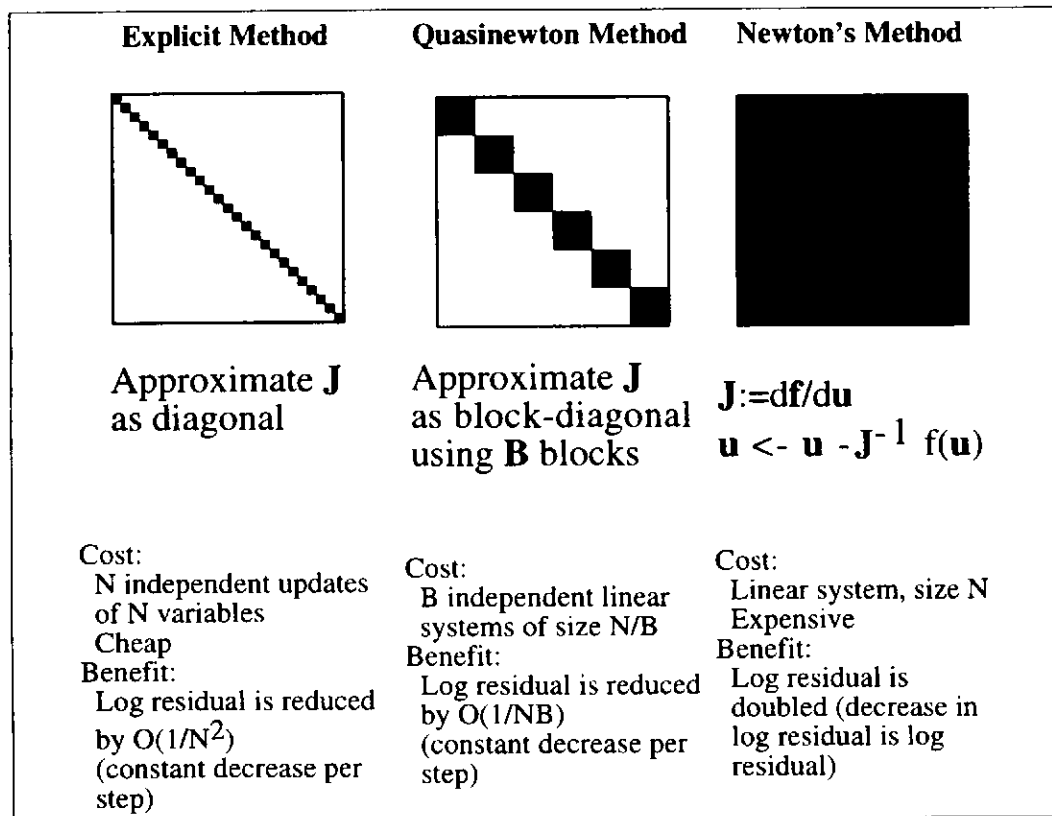 Explicit Method
Approximate J
as diagonal
Cost:
N independent updates
of N variables
Cheap
Benefit:
Log residual is reduced
by O(1/N²)
(constant decrease per
step)
Quasinewton Method
Approximate J
as block-diagonal
using B blocks
Cost:
B independent linear
systems of size N/B
Benefit:
Log residual is reduced
by O(1/NB)
(constant decrease per
step)
Newton's Method
J:=df/du
u <- u -J⁻¹ f(u)
Cost:
Linear system, size N
Expensive
Benefit:
Log residual is
doubled (decrease in
log residual is log
residual)